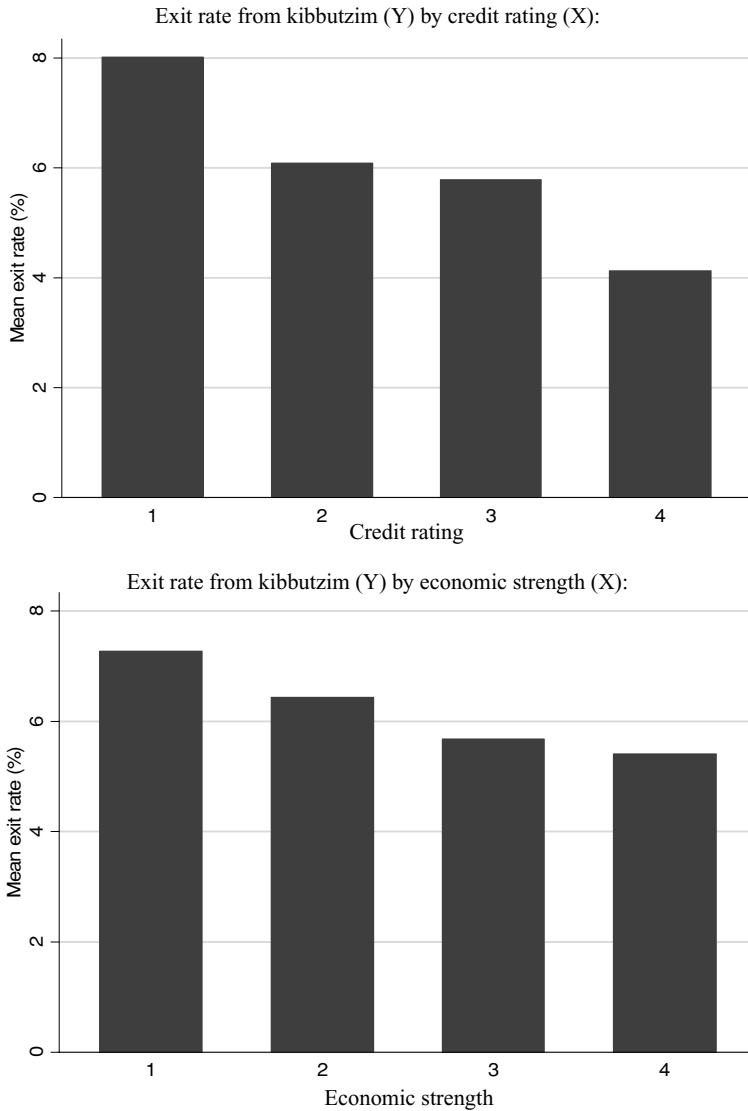 Exit rate from kibbutzim (Y) by credit rating (X):
8
6
4
2
0
Mean exit rate (%)
1 2 3 4
Credit rating
Exit rate from kibbutzim (Y) by economic strength (X):
8
6
4
2
0
Mean exit rate (%)
1 2 3 4
Economic strength